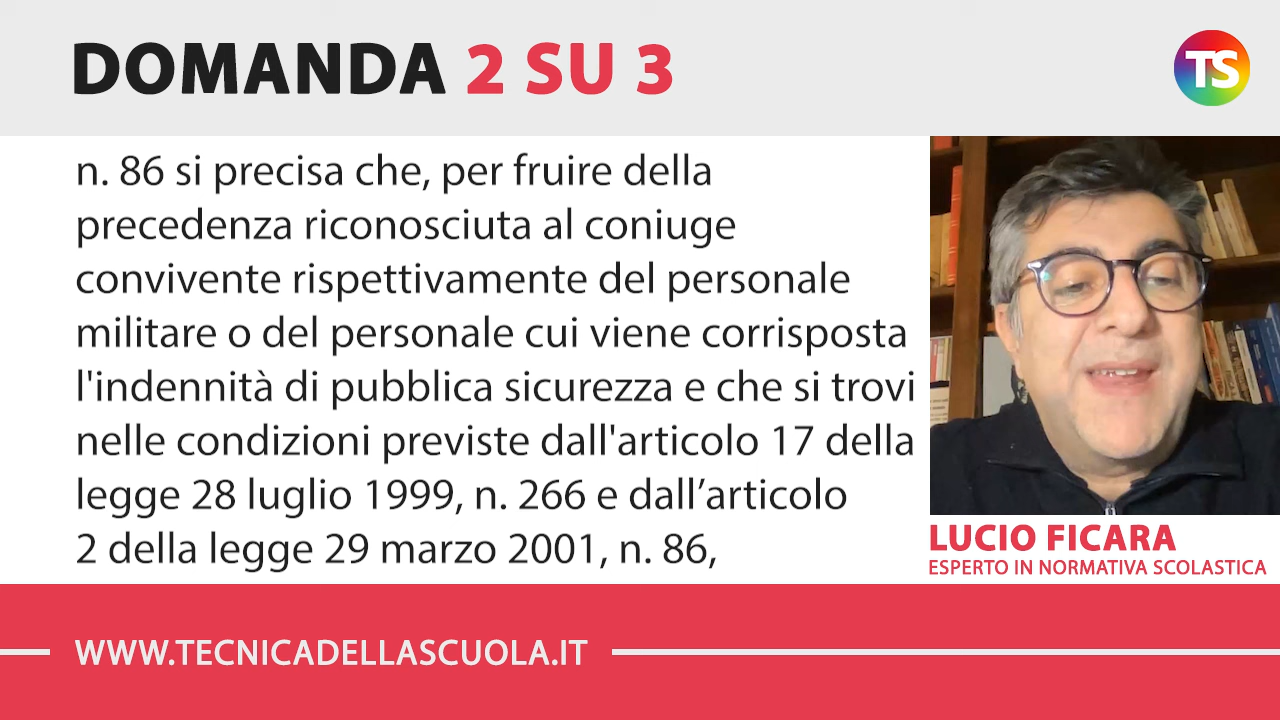 DOMANDA 2 SU 3
TS
n. 86 si precisa che, per fruire della
precedenza riconosciuta al coniuge
convivente rispettivamente del personale
militare o del personale cui viene corrisposta
l'indennità di pubblica sicurezza e che si trovi
nelle condizioni previste dall'articolo 17 della
legge 28 luglio 1999, n. 266 e dall’articolo
2 della legge 29 marzo 2001, n. 86,
LUCIO FICARA
ESPERTO IN NORMATIVA SCOLASTICA
WWW.TECNICADELLASCUOLA.IT